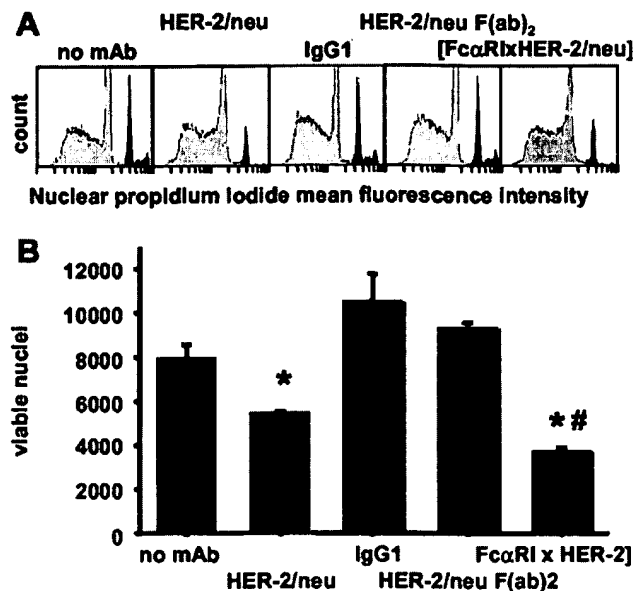 A
HER-2/neu HER-2/neu F(ab)2
no mAb IgG1 [FcαRIxHER-2/neu]
count
Nuclear propidium iodide mean fluorescence intensity
B
12000
10000
8000
6000
4000
2000
0
viable nuclei
*
*#
no mAb IgG1 FcαRI x HER-2]
HER-2/neu HER-2/neu F(ab)2